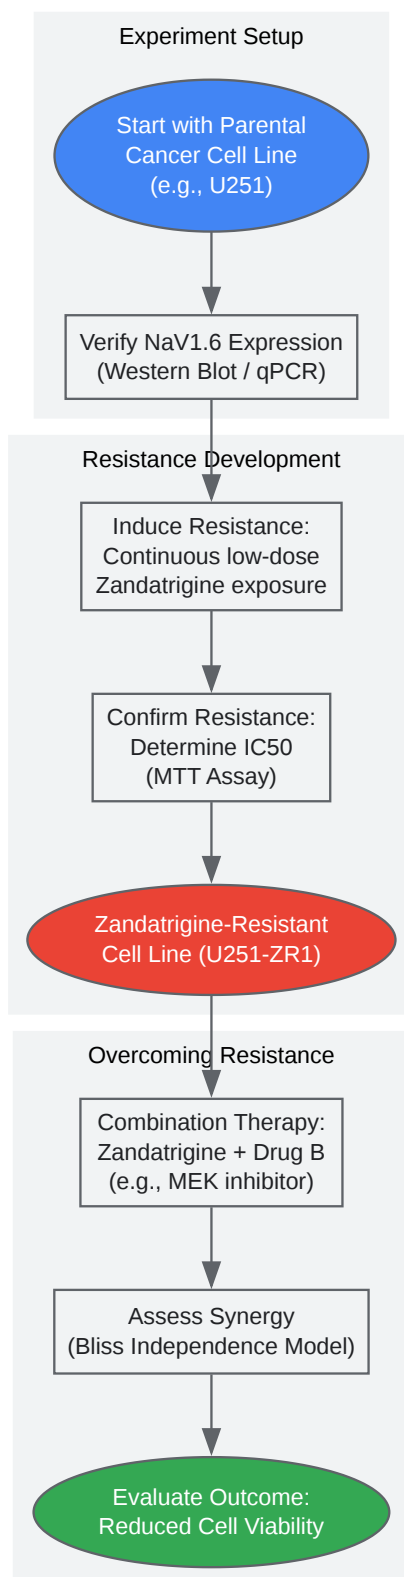 Experiment Setup
Start with Parental
Cancer Cell Line
(e.g., U251)
Verify NaV1.6 Expression
(Western Blot / qPCR)
Resistance Development
Induce Resistance:
Continuous low-dose
Zandatrigine exposure
Confirm Resistance:
Determine IC50
(MTT Assay)
Zandatrigine-Resistant
Cell Line (U251-ZR1)
Overcoming Resistance
Combination Therapy:
Zandatrigine + Drug B
(e.g., MEK inhibitor)
Assess Synergy
(Bliss Independence Model)
Evaluate Outcome:
Reduced Cell Viability